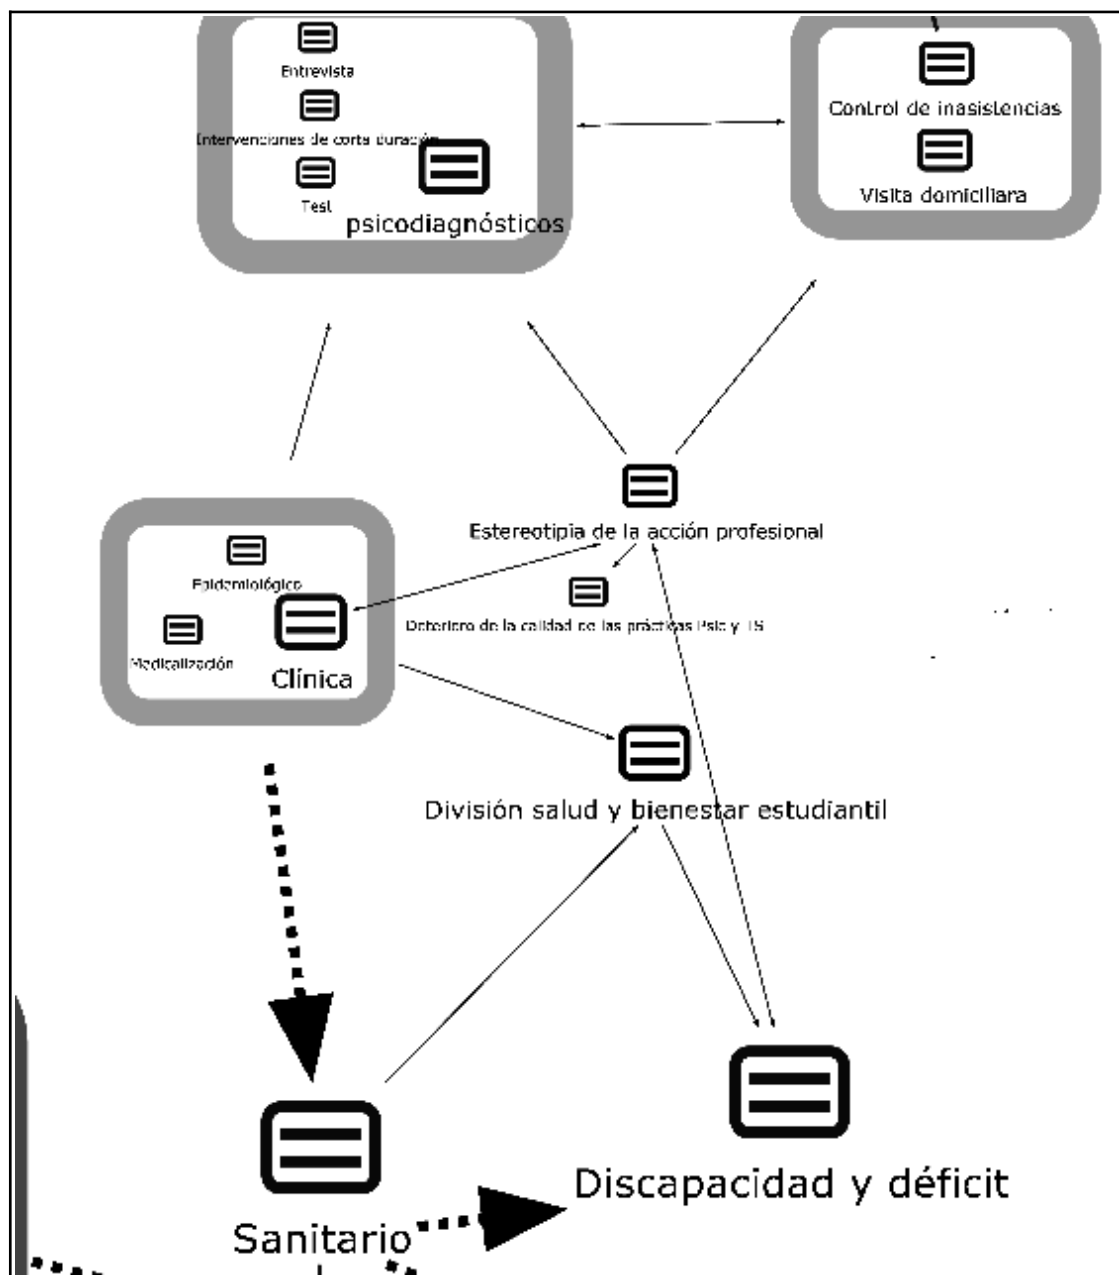 Entrevista
Control de inasistencias
Intervenciones de corta duración
Visita domiciliara
Test
psicodiagnósticos
Estereotipia de la acción profesional
Epidemiológico
Deterioro de la calidad de las prácticas Psic y TS
Medicalización
Clínica
División salud y bienestar estudiantil
Discapacidad y déficit
Sanitario